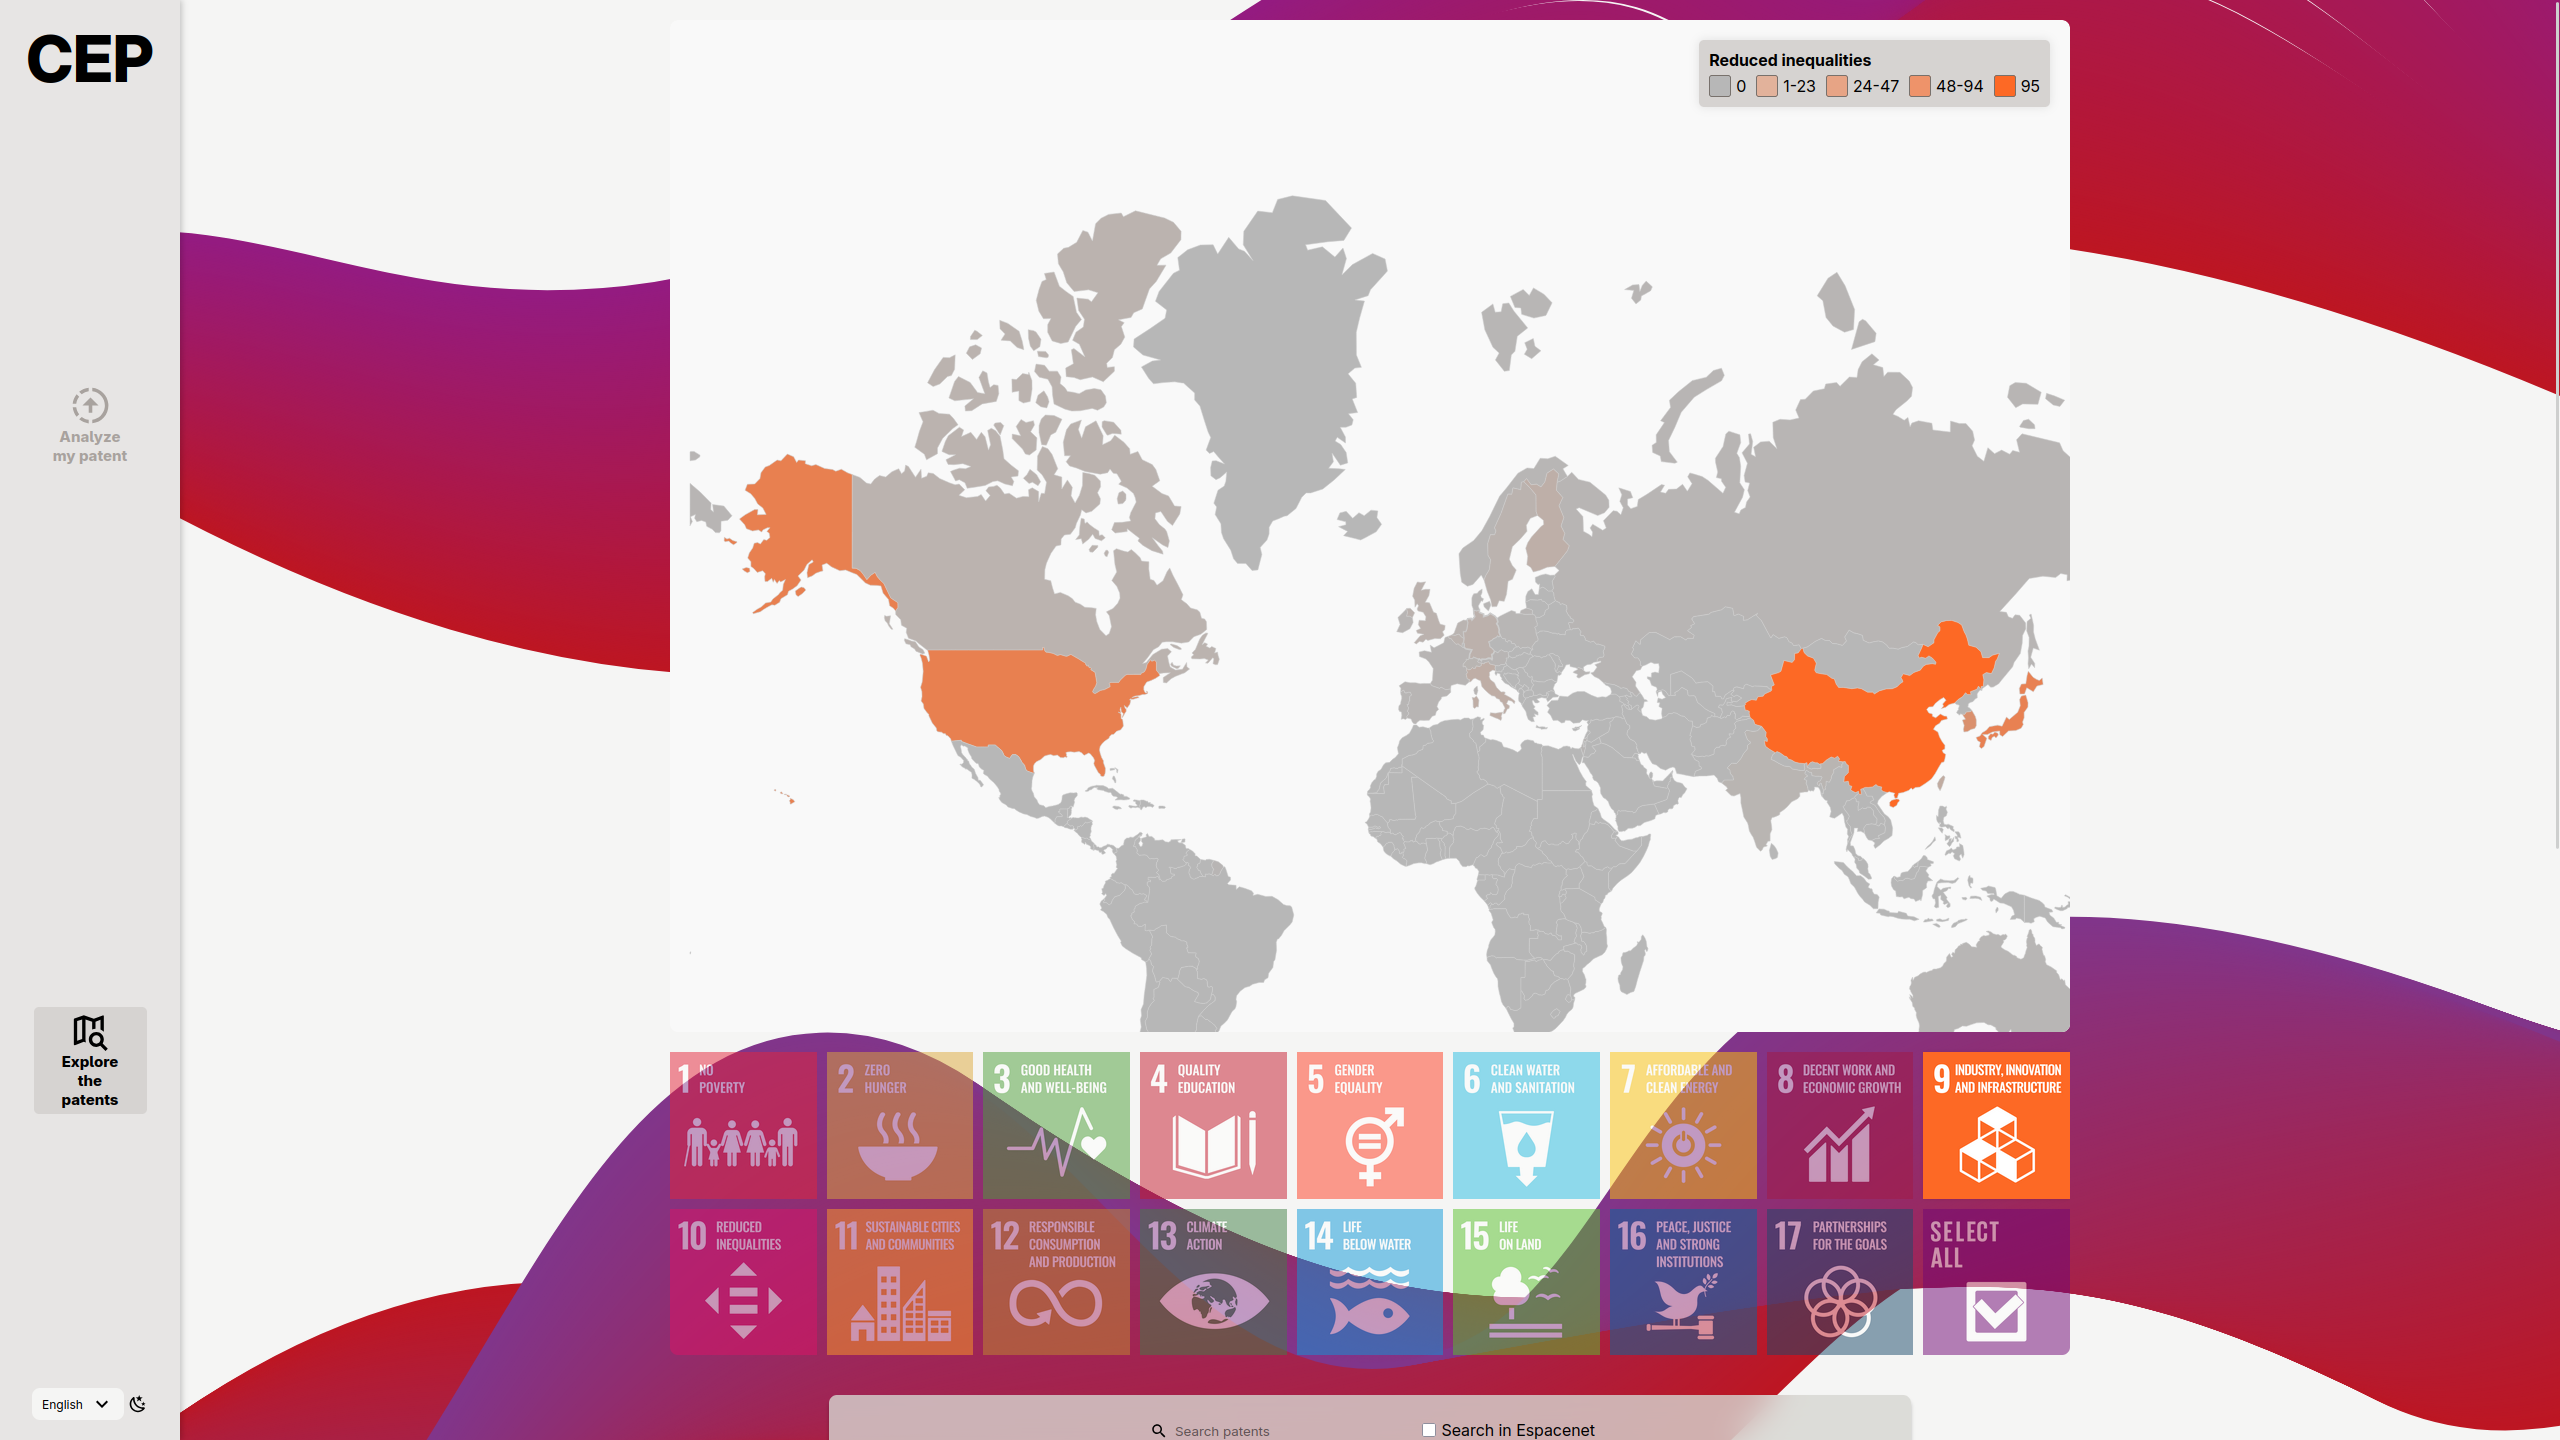 CEP
Analyze
my patent
Explore
the
patents
English
Reduced inequalities
0 1-23 24-47 48-94 95
1 NO
POVERTY
2 ZERO
HUNGER
3 GOOD HEALTH
AND WELL-BEING
4 QUALITY
EDUCATION
5 GENDER
EQUALITY
6 CLEAN WATER
AND SANITATION
7 AFFORDABLE AND
CLEAN ENERGY
8 DECENT WORK AND
ECONOMIC GROWTH
9 INDUSTRY, INNOVATION
AND INFRASTRUCTURE
10 REDUCED
INEQUALITIES
11 SUSTAINABLE CITIES
AND COMMUNITIES
12 RESPONSIBLE
CONSUMPTION
AND PRODUCTION
13 CLIMATE
ACTION
14 LIFE
BELOW WATER
15 LIFE
ON LAND
16 PEACE, JUSTICE
AND STRONG
INSTITUTIONS
17 PARTNERSHIPS
FOR THE GOALS
SELECT
ALL
Search patents
Search in Espacenet